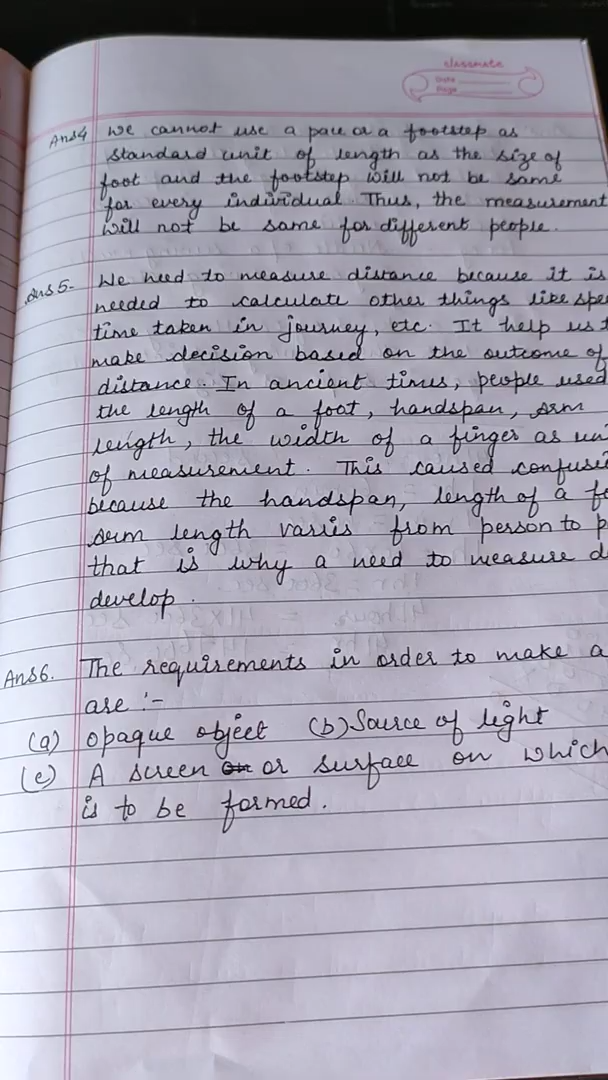 classmate
Date
Page
Ans4 We cannot use a pace or a footstep as
standard unit of length as the size of
foot and the footstep will not be same
for every individual Thus, the measurement
will not be same for different people.
Ans5- We need to measure distance because it is
needed to calculate other things like
time taken in journey, etc. It help us
make decision based on the outcome of
distance. In ancient times, people used
the length of a foot, handspan, arm
length, the width of a finger as
of measurement. This caused
because the handspan, length of a
arm length varies from person to
that is why a need to measure
develop.
Ans6. The requirements in order to make a
are :-
(a) opaque object (b) Source of light
(c) A screen or surface on which
is to be formed.